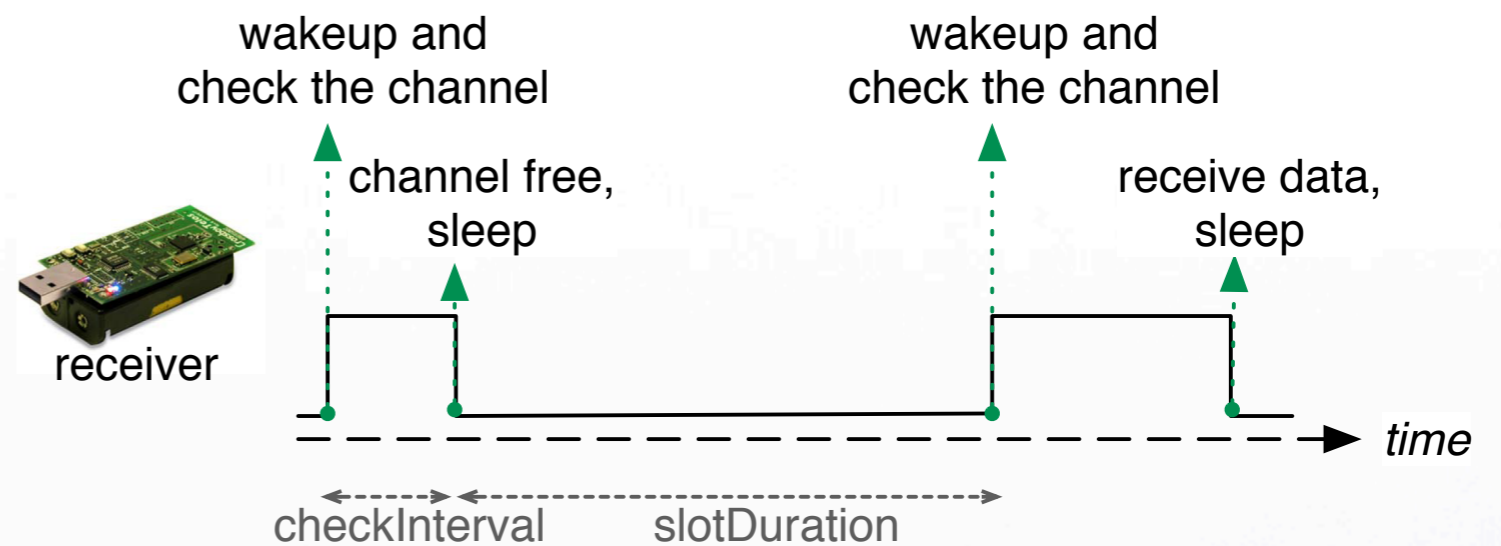 wakeup and
check the channel
wakeup and
check the channel
channel free,
sleep
receive data,
sleep
receiver
time
checkInterval
slotDuration